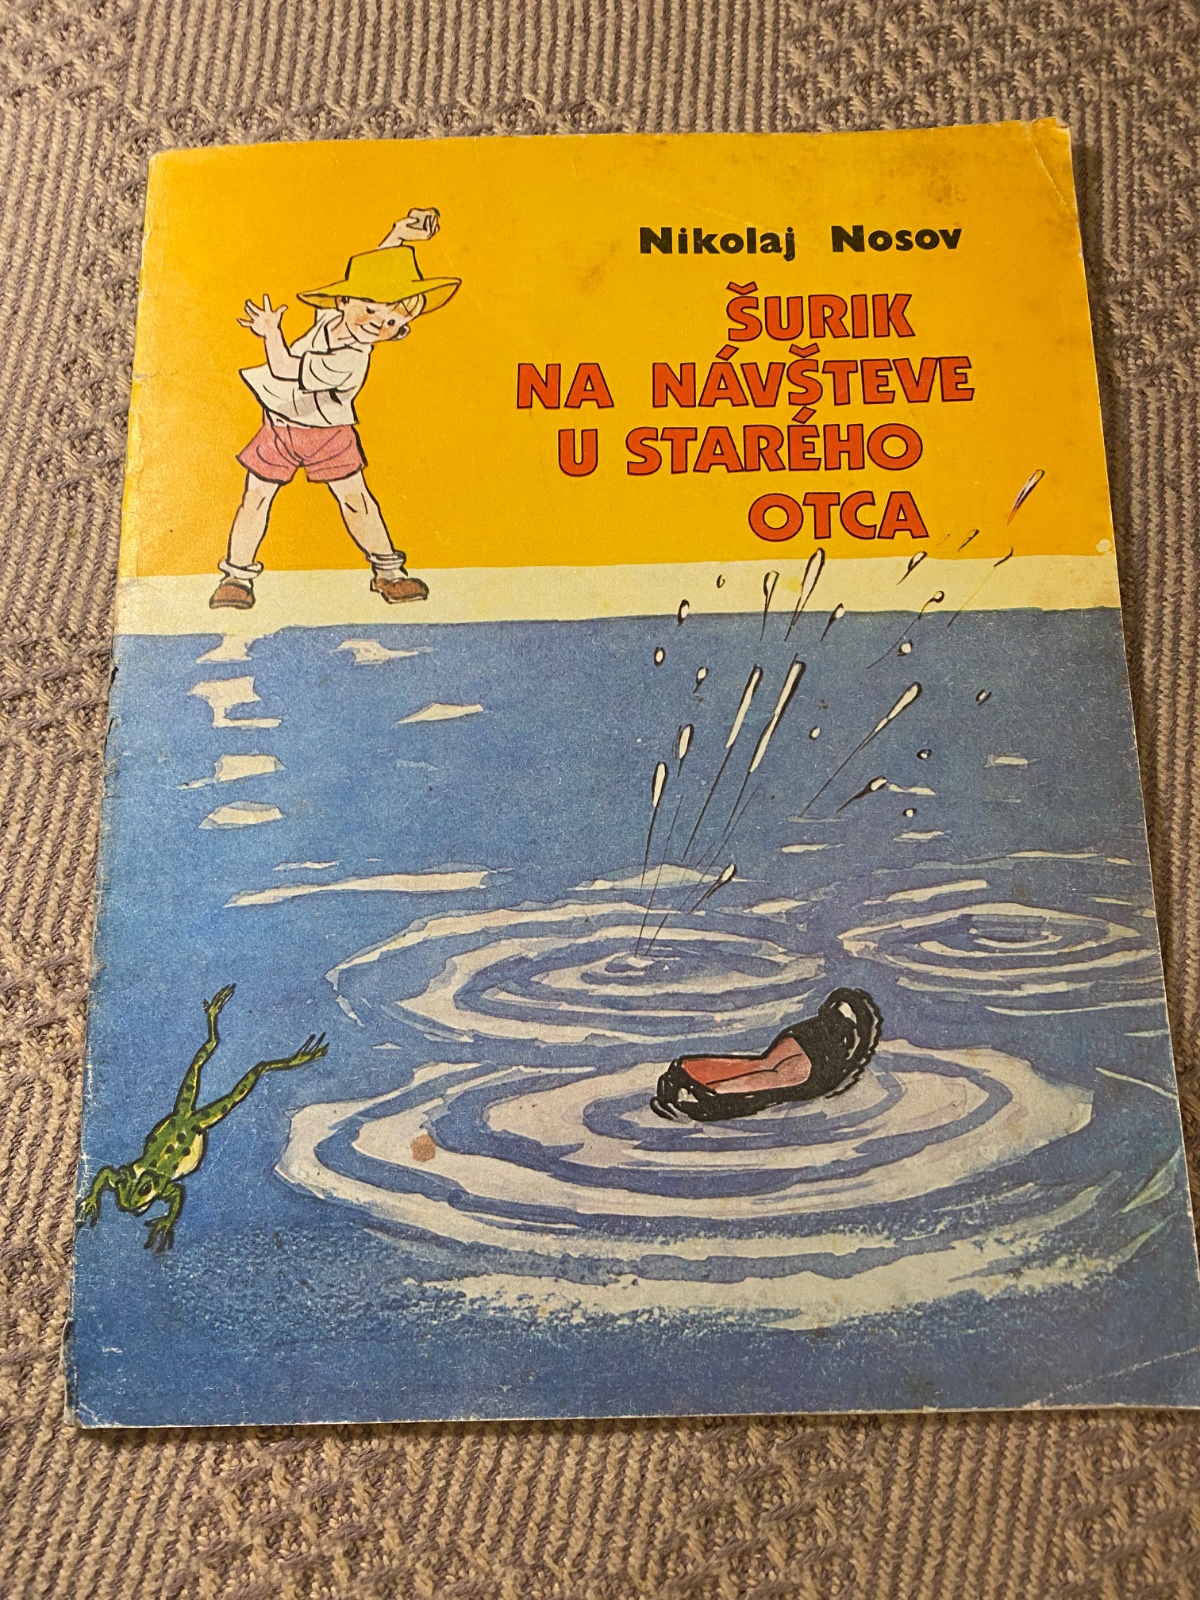 Nikolaj Nosov
ŠURIK
NA NÁVŠTEVE
U STARÉHO
OTCA